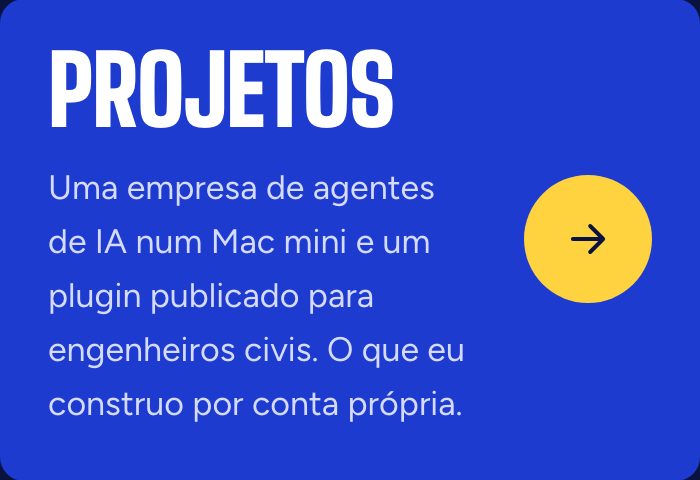 PROJETOS
Uma empresa de agentes
de IA num Mac mini e um
plugin publicado para
engenheiros civis. O que eu
construo por conta própria.